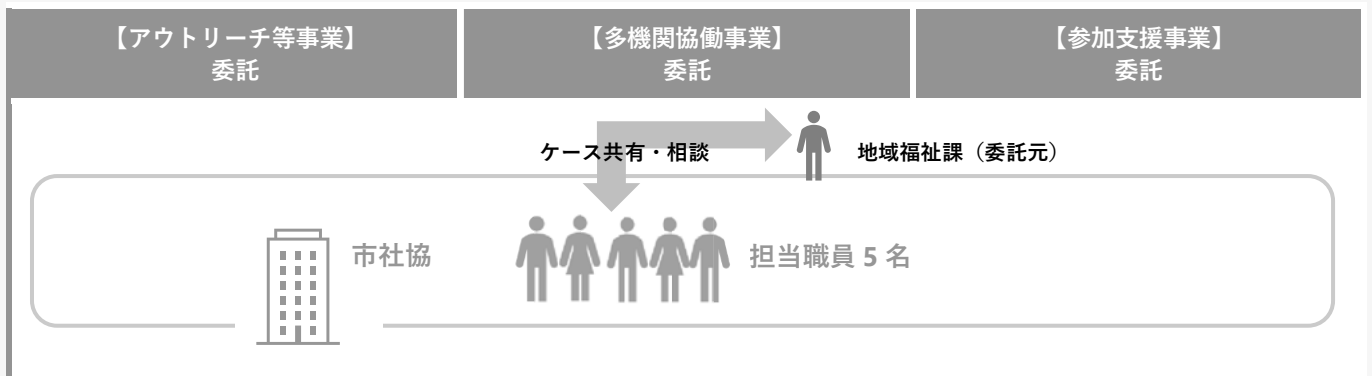 【アウトリーチ等事業】
委託
【多機関協働事業】
委託
【参加支援事業】
委託
ケース共有・相談
地域福祉課（委託元）
市社協
担当職員 5 名